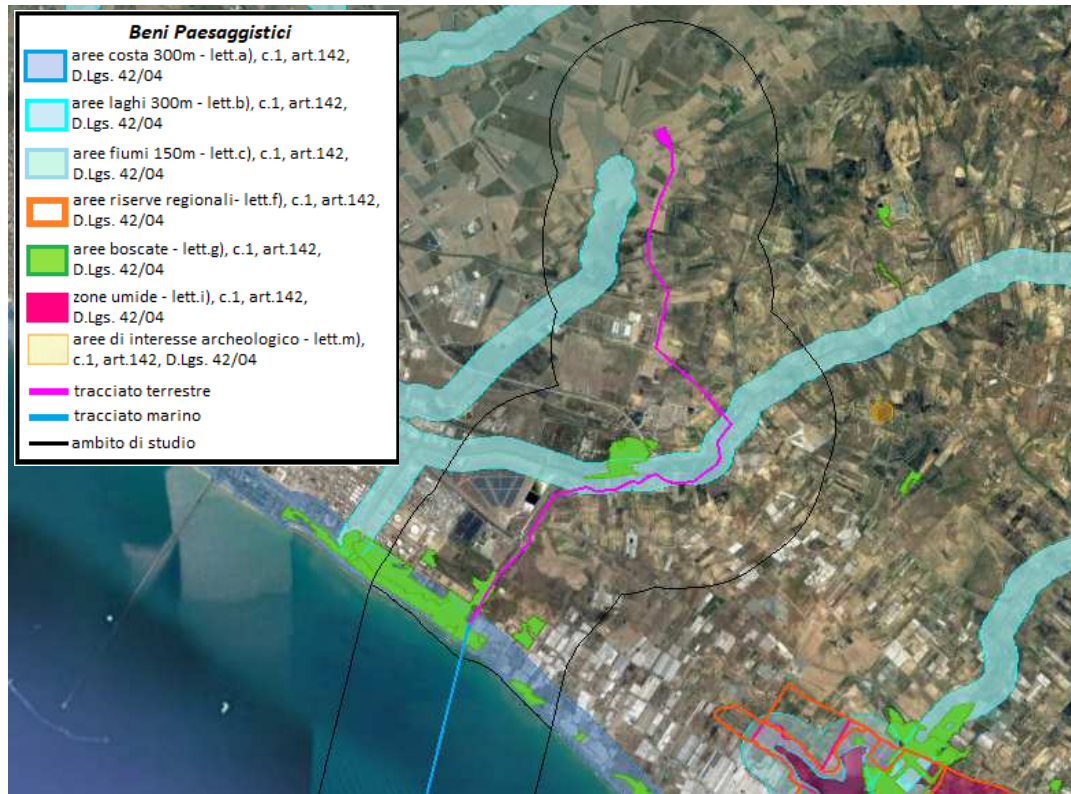 Beni Paesaggistici
aree costa 300m - lett.a), c.1, art.142,
D.Lgs. 42/04
aree laghi 300m - lett.b), c.1, art.142,
D.Lgs. 42/04
aree fiumi 150m - lett.c), c.1, art.142,
D.Lgs. 42/04
aree riserve regionali- lett.f), c.1, art.142,
D.Lgs. 42/04
aree boscate - lett.g), c.1, art.142,
D.Lgs. 42/04
zone umide - lett.i), c.1, art.142,
D.Lgs. 42/04
aree di interesse archeologico - lett.m),
c.1, art.142, D.Lgs. 42/04
tracciato terrestre
tracciato marino
ambito di studio